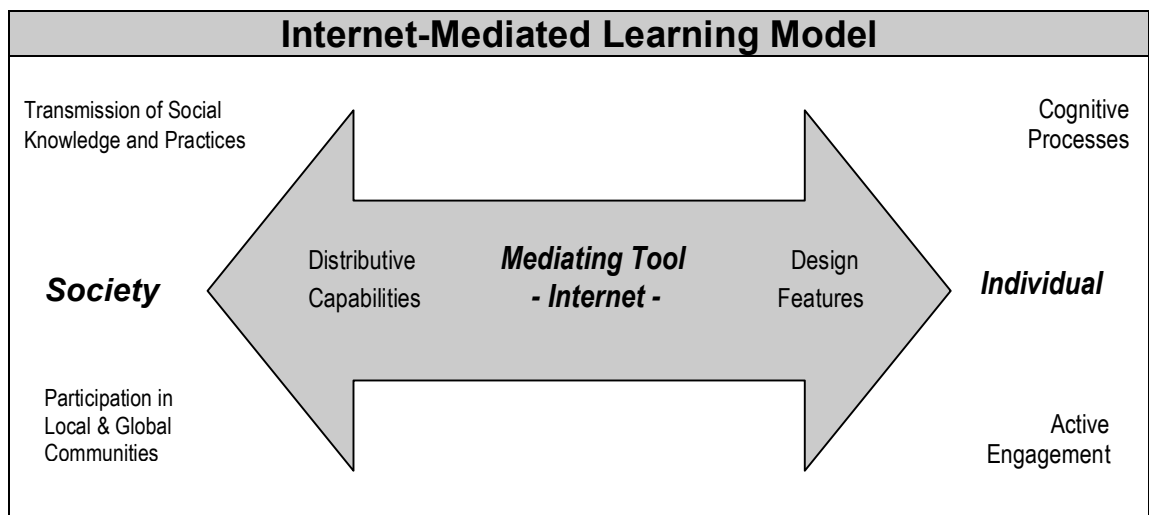 Internet-Mediated Learning Model
Transmission of Social
Knowledge and Practices
Society
Participation in
Local & Global
Communities
Distributive
Capabilities
Mediating Tool
- Internet -
Design
Features
Cognitive
Processes
Individual
Active
Engagement